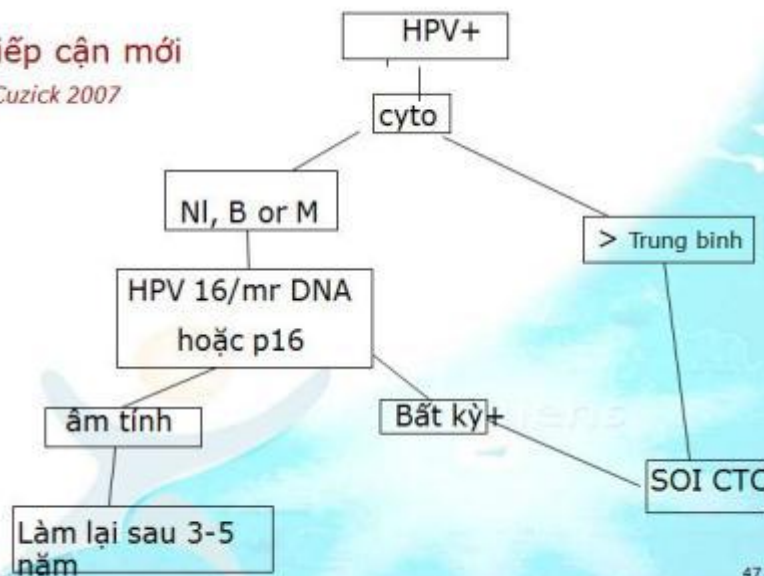 iếp cận mới
Cuzick 2007
HPV+
cyto
Nl, B or M
> Trung binh
HPV 16/mr DNA
hoặc p16
âm tính
Bất kỳ+
SOI CTC
Làm lại sau 3-5
năm
47